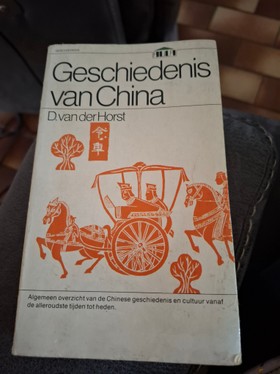 Geschiedenis
van China
D. van der Horst
Algemeen overzicht van de Chinese geschiedenis en cultuur vanaf
de alleroudste tijden tot heden.